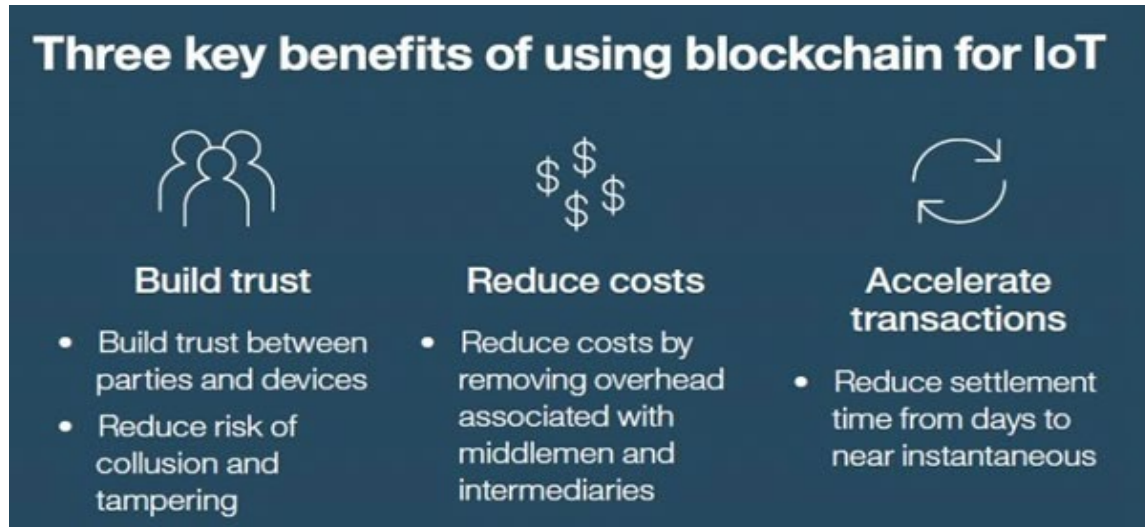 Three key benefits of using blockchain for IoT
$ $ $ $
Build trust
• Build trust between
parties and devices
• Reduce risk of
collusion and
tampering
Reduce costs
• Reduce costs by
removing overhead
associated with
middlemen and
intermediaries
Accelerate
transactions
• Reduce settlement
time from days to
near instantaneous